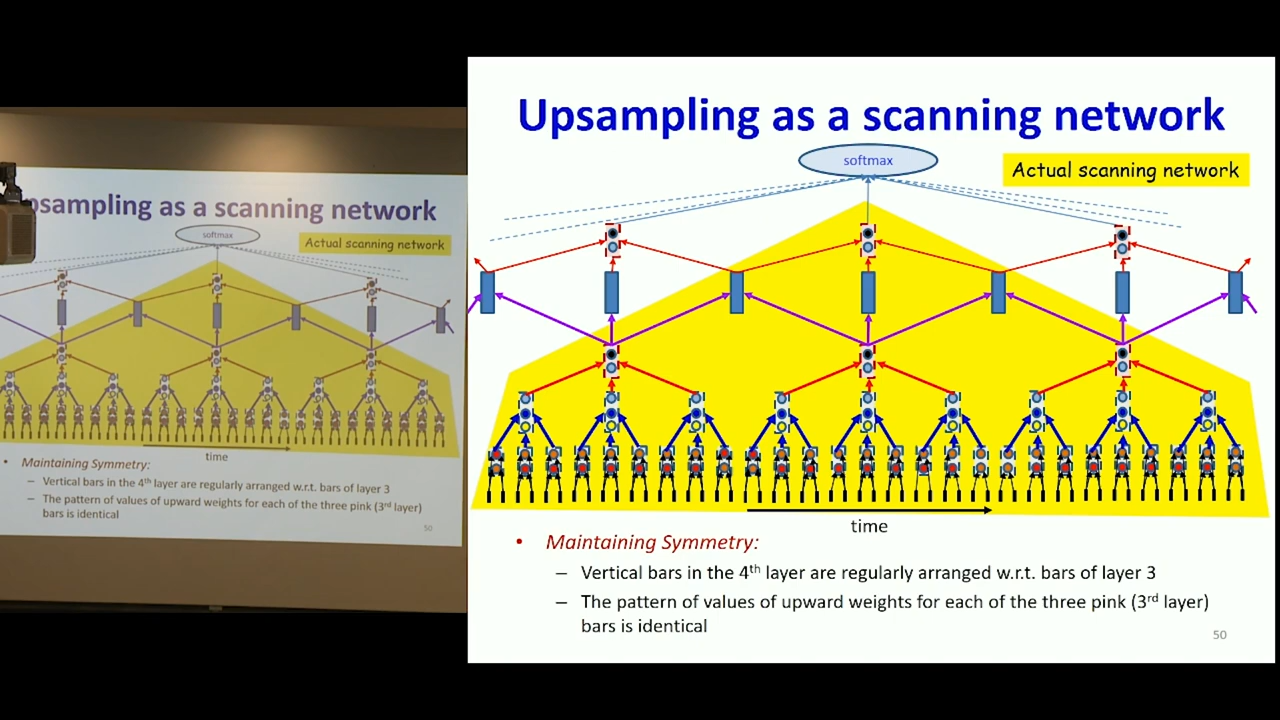 psampling as a scanning network
softmax
Actual scanning network
time
• Maintaining Symmetry:
– Vertical bars in the 4th layer are regularly arranged w.r.t. bars of layer 3
– The pattern of values of upward weights for each of the three pink (3rd layer)
bars is identical
50
Upsampling as a scanning network
softmax
Actual scanning network
time
• Maintaining Symmetry:
– Vertical bars in the 4th layer are regularly arranged w.r.t. bars of layer 3
– The pattern of values of upward weights for each of the three pink (3rd layer)
bars is identical
50